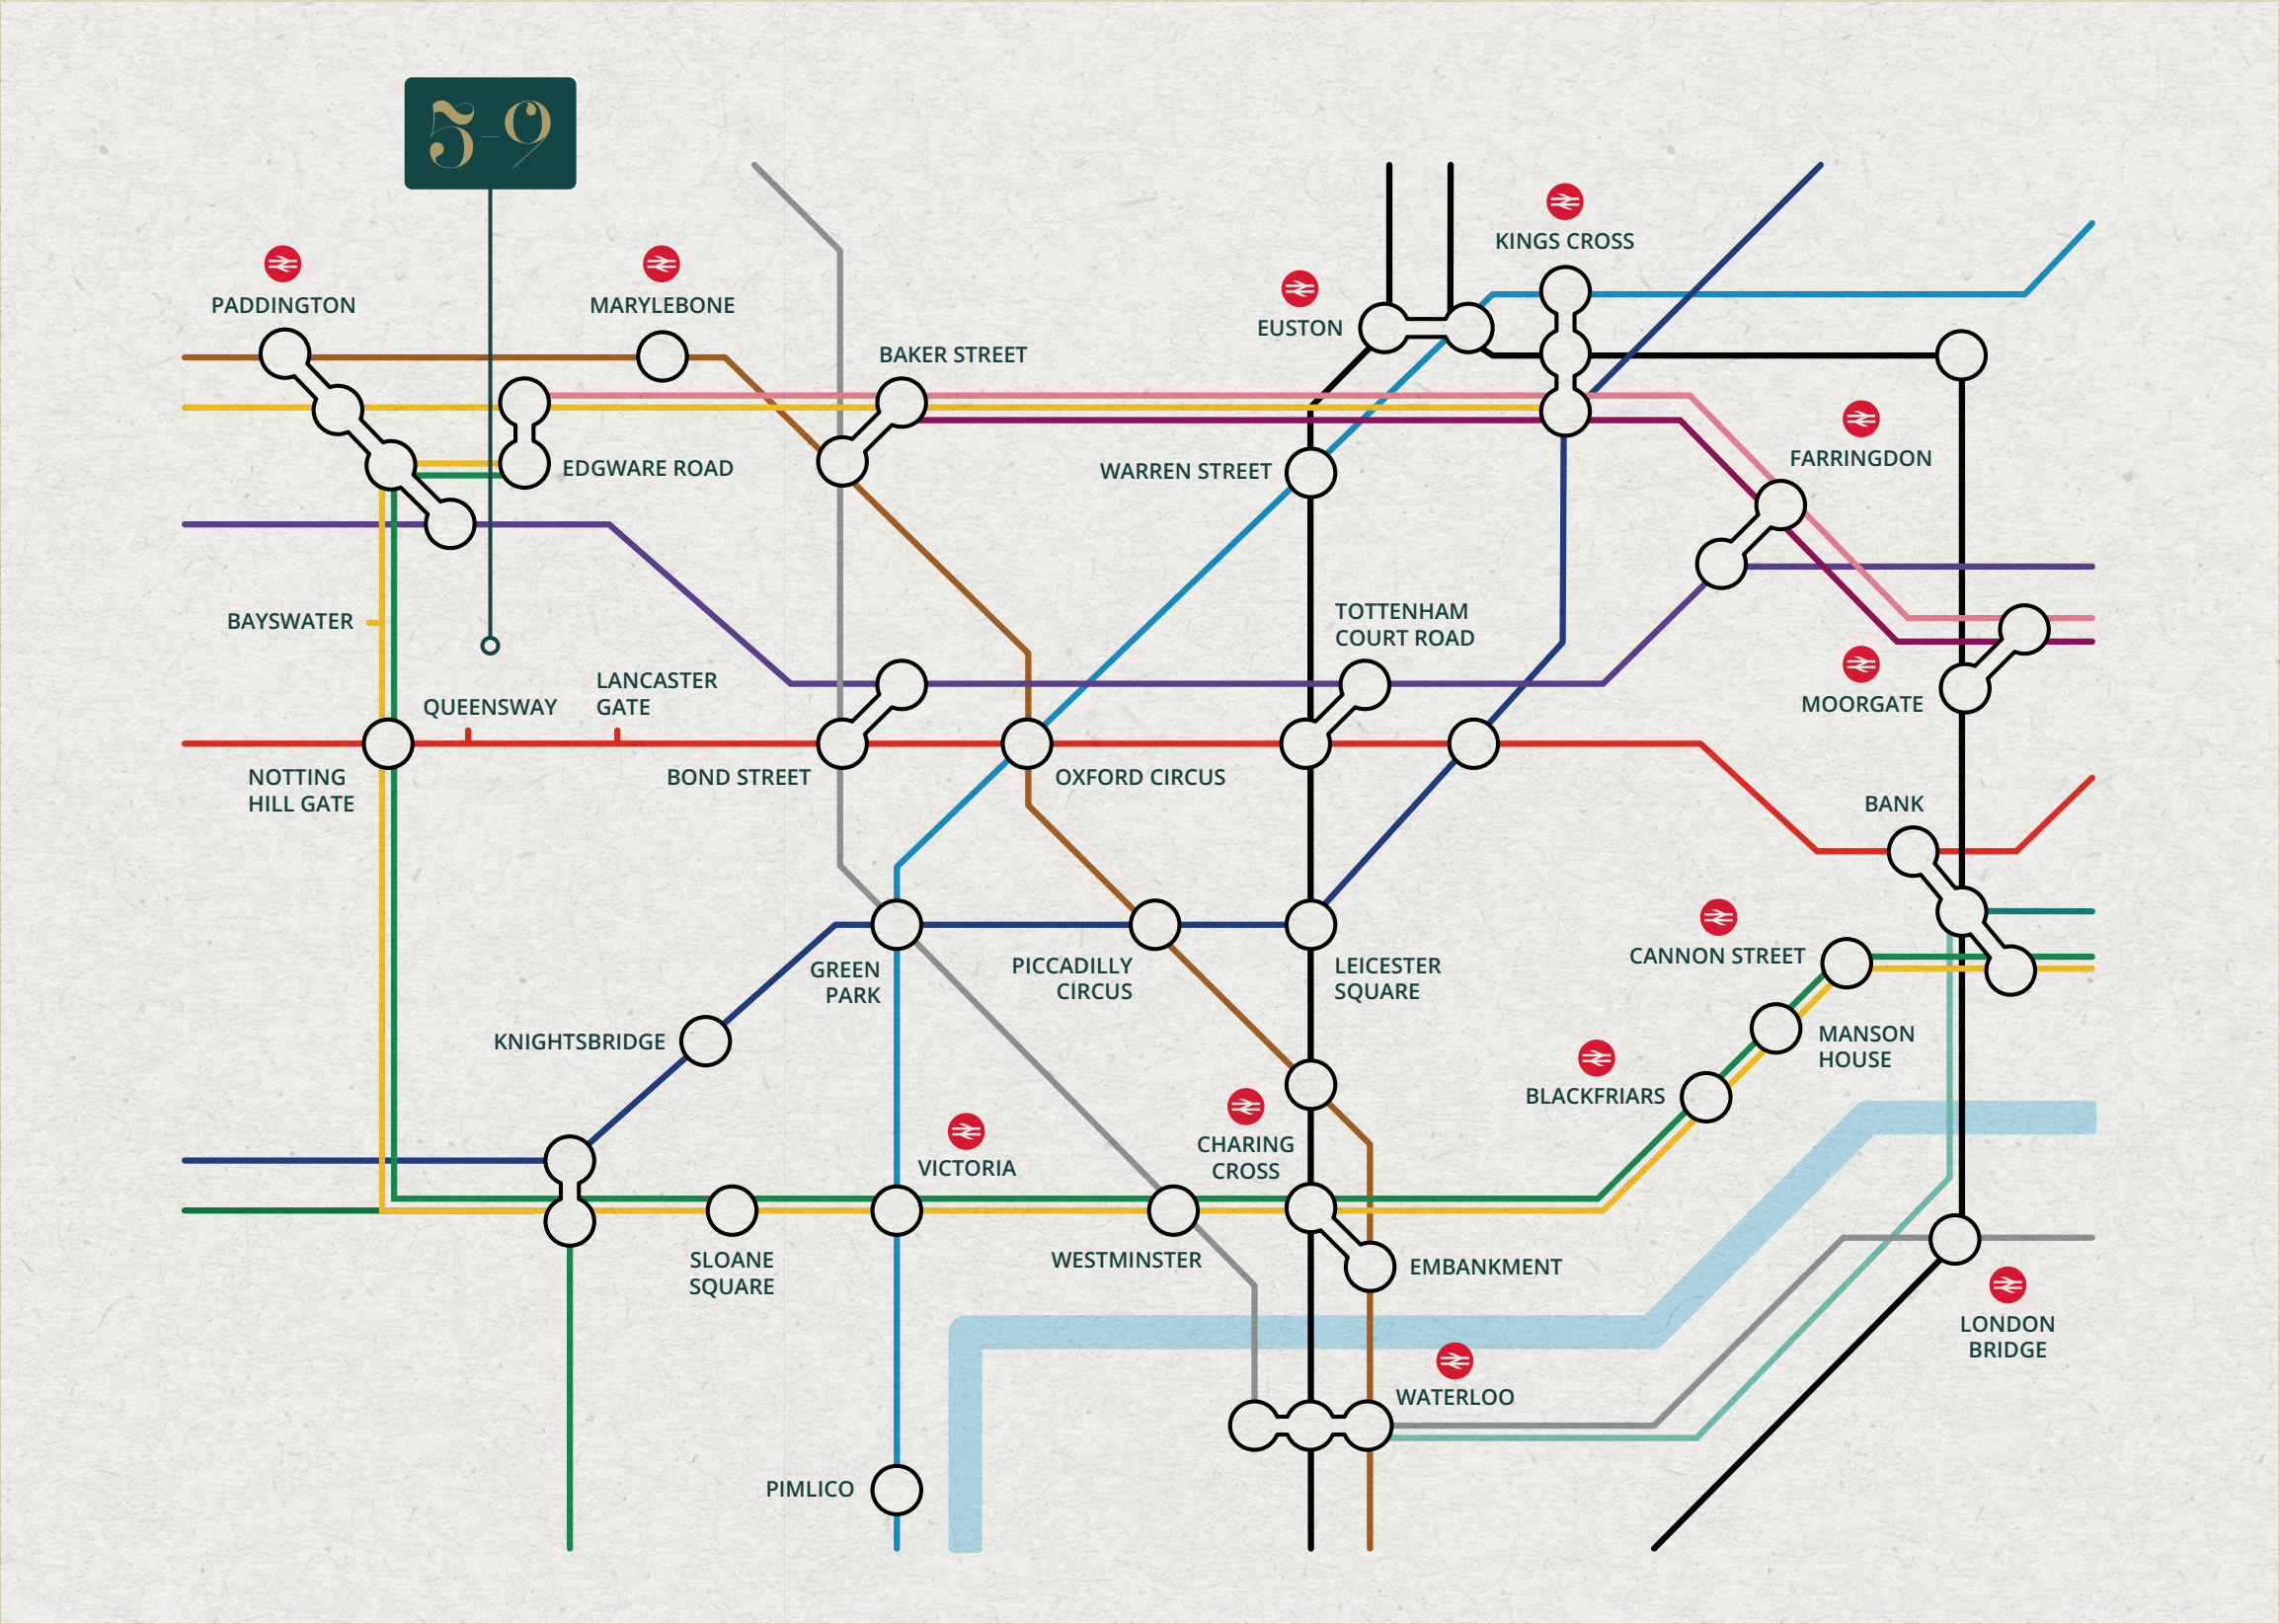 5-9
KINGS CROSS
PADDINGTON
MARYLEBONE
EUSTON
BAKER STREET
FARRINGDON
EDGWARE ROAD
WARREN STREET
BAYSWATER
TOTTENHAM
COURT ROAD
LANCASTER
GATE
QUEENSWAY
MOORGATE
NOTTING
HILL GATE
BOND STREET
OXFORD CIRCUS
BANK
CANNON STREET
GREEN
PARK
PICCADILLY
CIRCUS
LEICESTER
SQUARE
KNIGHTSBRIDGE
MANSON
HOUSE
BLACKFRIARS
CHARING
CROSS
VICTORIA
SLOANE
SQUARE
WESTMINSTER
EMBANKMENT
LONDON
BRIDGE
WATERLOO
PIMLICO